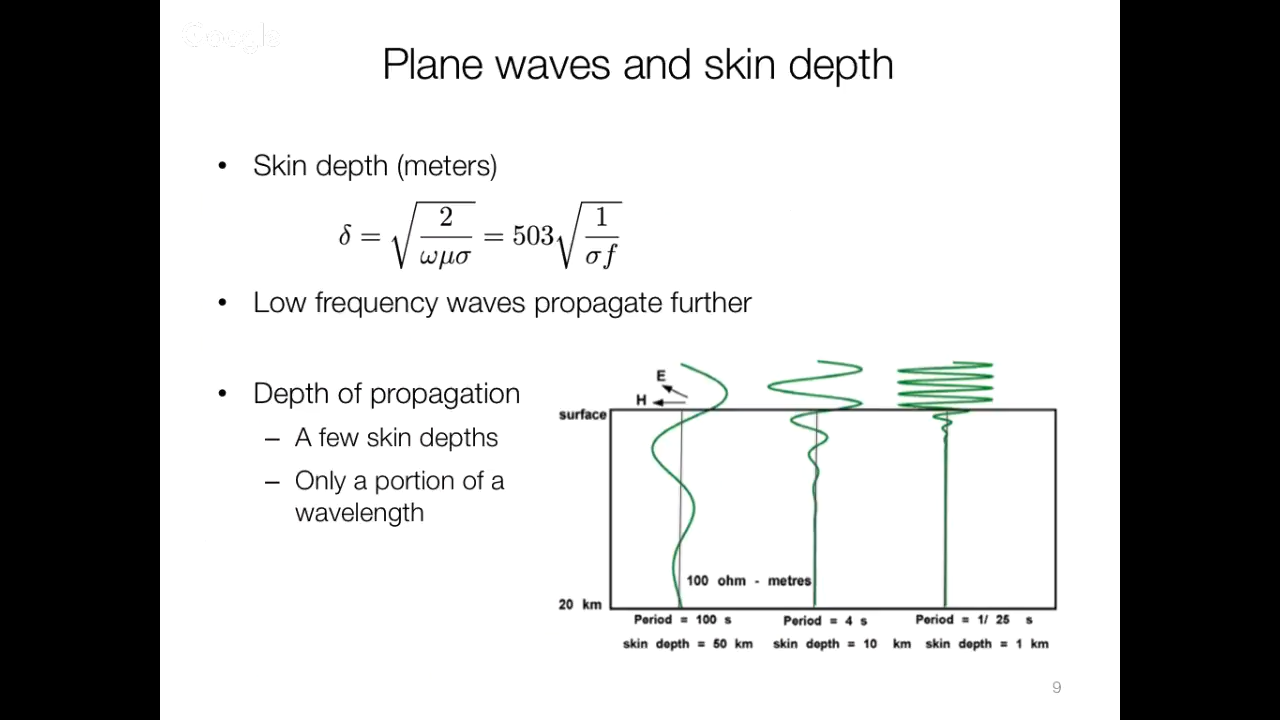 Google
Plane waves and skin depth
• Skin depth (meters)
δ = √(2/ωμσ) = 503√(1/σf)
• Low frequency waves propagate further
• Depth of propagation
– A few skin depths
– Only a portion of a
wavelength
E
H
surface
100 ohm - metres
20 km
Period = 100 s Period = 4 s Period = 1/ 25 s
skin depth = 50 km skin depth = 10 km skin depth = 1 km
9